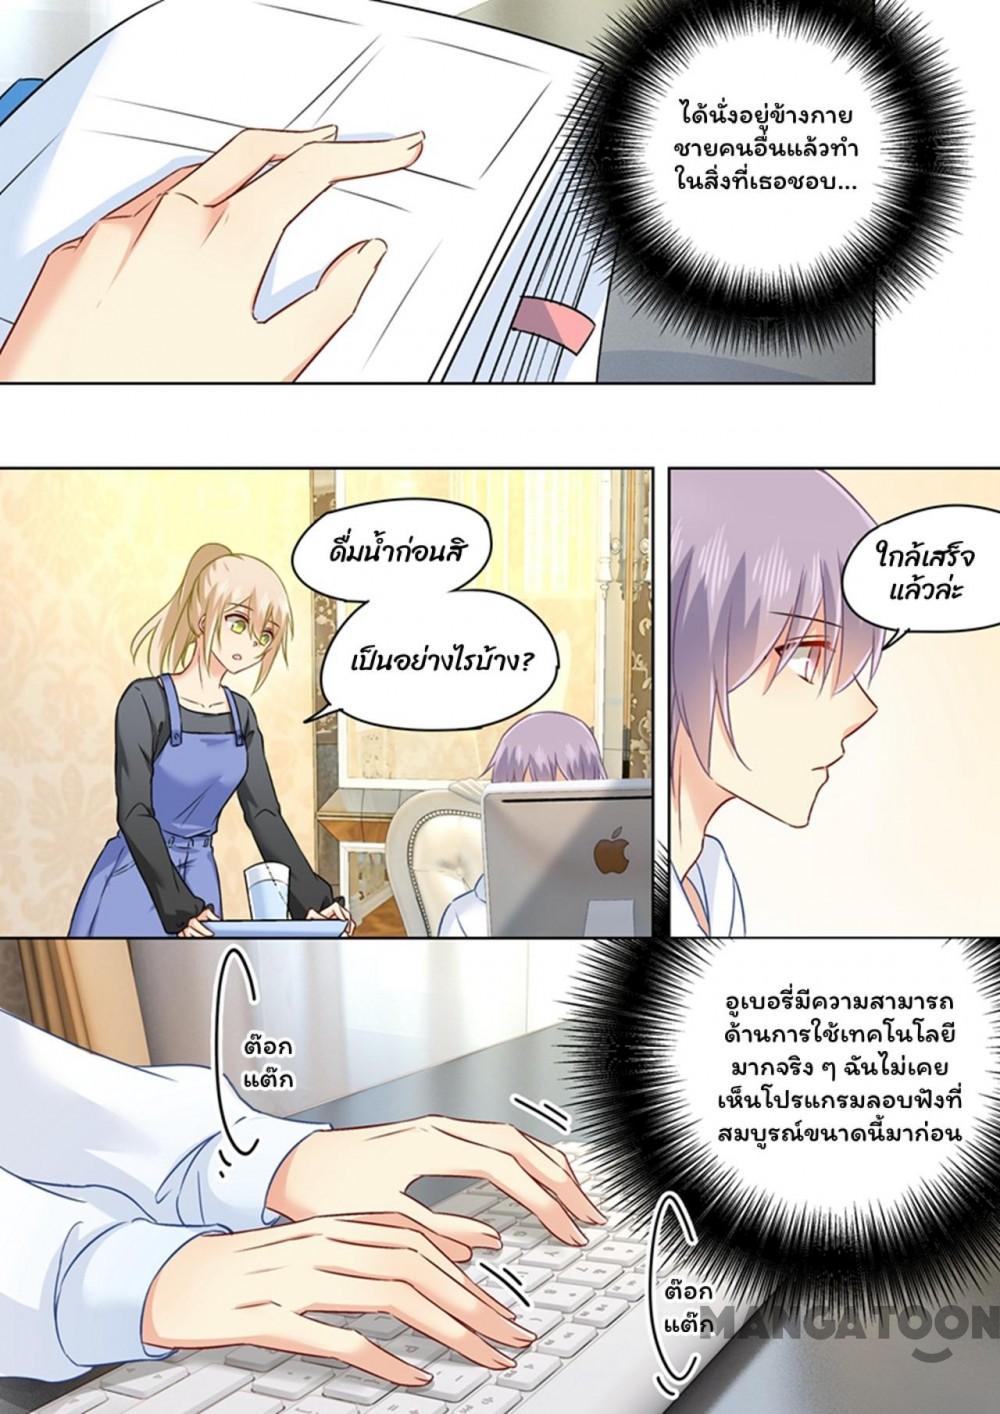 ได้นั่งอยู่ข้างกาย
ชายคนอื่นแล้วทำ
ในสิ่งที่เธอชอบ...
ดื่มน้ำก่อนสิ
เป็นอย่างไรบ้าง?
ใกล้เสร็จ
แล้วล่ะ
อูเบอรี่มีความสามารถ
ด้านการใช้เทคโนโลยี
มากจริง ๆ ฉันไม่เคย
เห็นโปรแกรมลอบฟังที่
สมบูรณ์ขนาดนี้มาก่อน
ต๊อก
แต๊ก
ต๊อก
แต๊ก
MANGATOON